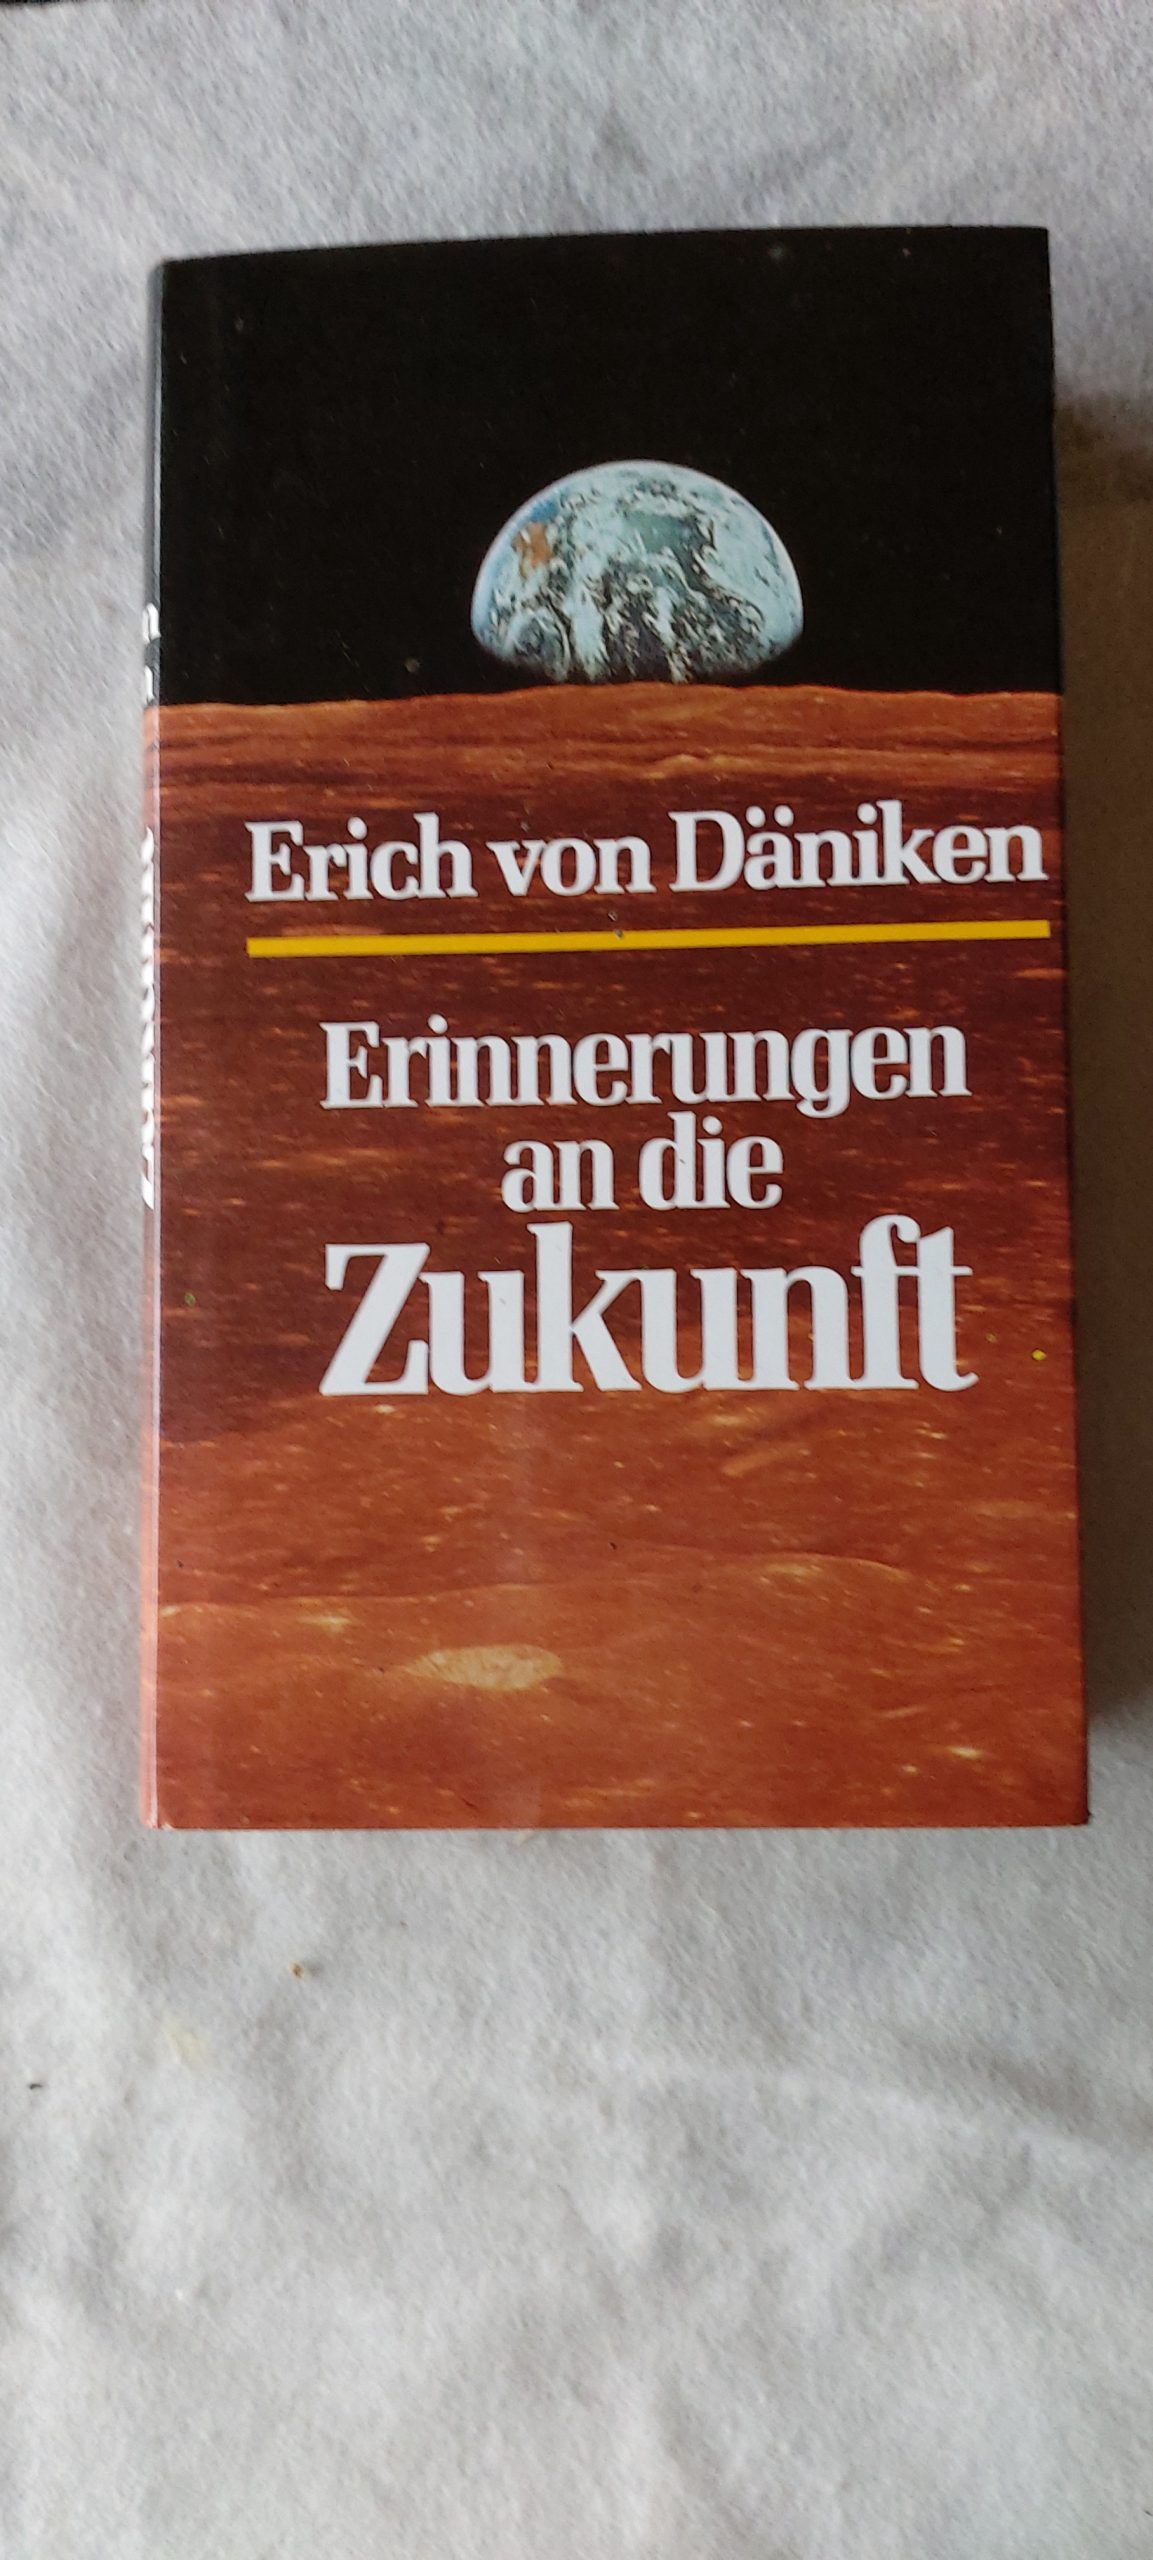 Erich von Däniken
Erinnerungen
an die
Zukunft